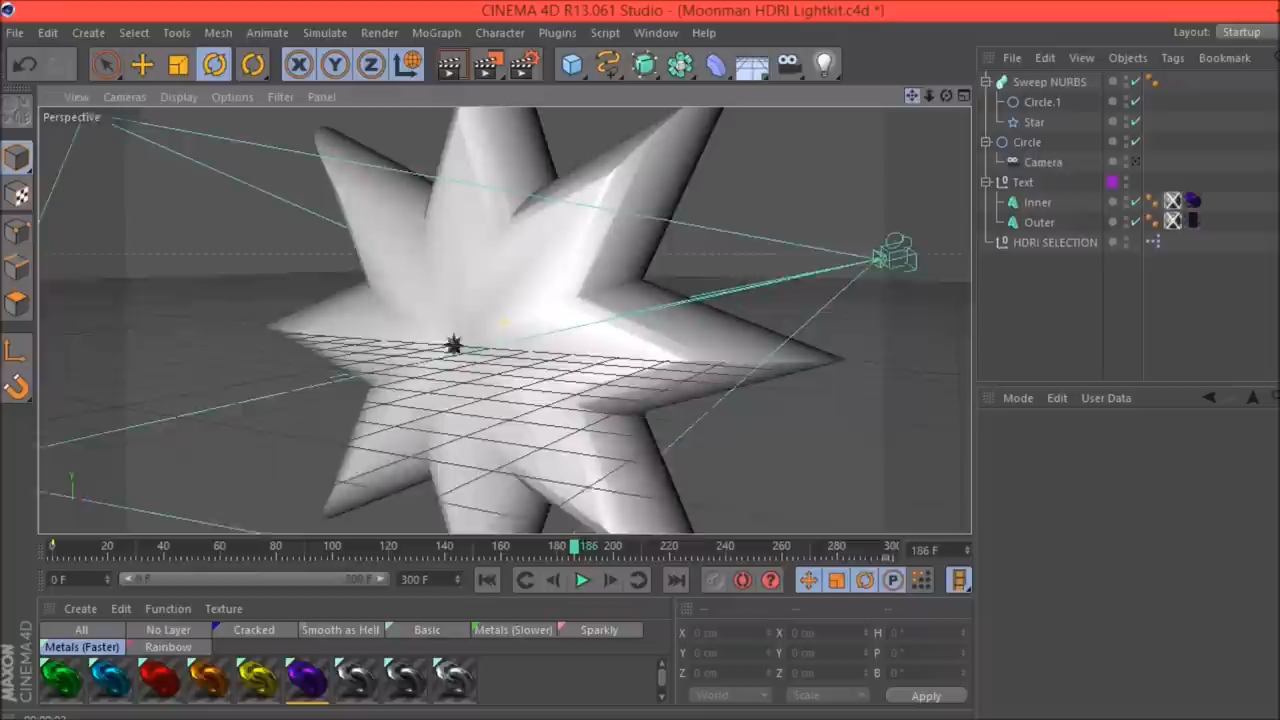 CINEMA 4D R13.061 Studio - (Moonman HDRI Lightkit.c4d *)
File Edit Create Select Tools Mesh Animate Simulate Render MoGraph Character Plugins Script Window Help Layout: Startup
File Edit View Objects Tags Bookmark
View Cameras Display Options Filter Panel
Perspective
Sweep NURBS
Circle.1
Star
Circle
Camera
Text
Inner
Outer
HDRI SELECTION
Mode Edit User Data
Y
0 20 40 60 80 100 120 140 160 180 186 200 220 240 260 280 300 186 F
0 F 0 F 300 F 300 F
Create Edit Function Texture
All No Layer Cracked Smooth as Hell Basic Metals (Slower) Sparkly
Metals (Faster) Rainbow
X 0 cm X 0 cm H 0 °
Y 0 cm Y 0 cm P 0 °
Z 0 cm Z 0 cm B 0 °
World Scale Apply
MAXON
CINEMA 4D